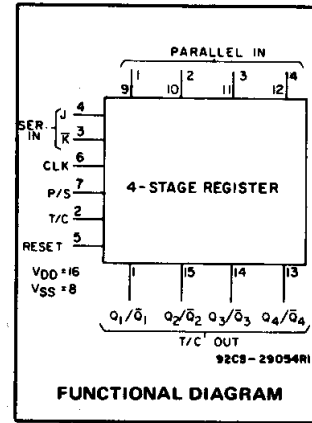 PARALLEL IN
1 2 3 4
9 10 11 12
J 4
SER. IN
K̅ 3
CLK 6
P/S 7
T/C 2
RESET 5
4-STAGE REGISTER
VDD = 16
VSS = 8
1 15 14 13
Q1/Q̅1 Q2/Q̅2 Q3/Q̅3 Q4/Q̅4
T/C OUT
92CS-29054R1
FUNCTIONAL DIAGRAM